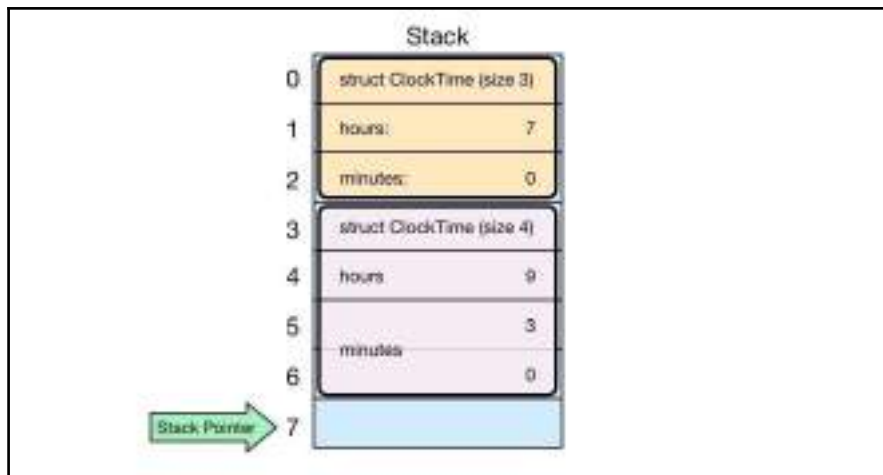 Stack
0 struct ClockTime (size 3)
1 hours: 7
2 minutes: 0
3 struct ClockTime (size 4)
4 hours 9
5 3
minutes
6 0
Stack Pointer 7